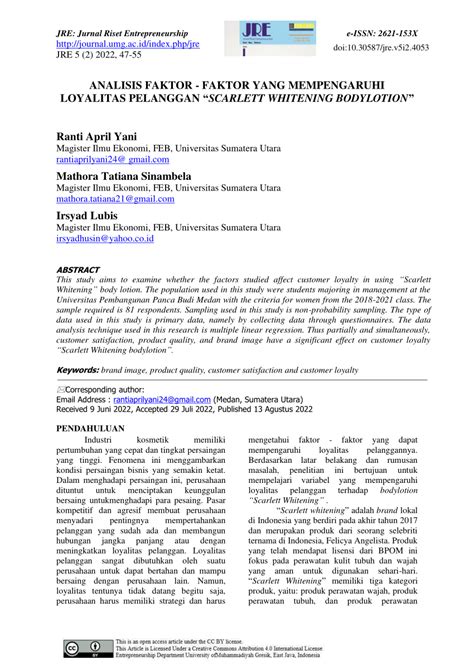 JRE: Jurnal Riset Entrepreneurship
http://journal.umg.ac.id/index.php/jre
JRE 5 (2) 2022, 47-55
JRE
e-ISSN: 2621-153X
doi:10.30587/jre.v5i2.4053
ANALISIS FAKTOR - FAKTOR YANG MEMPENGARUHI
LOYALITAS PELANGGAN “SCARLETT WHITENING BODYLOTION”
Ranti April Yani
Magister Ilmu Ekonomi, FEB, Universitas Sumatera Utara
rantiaprilyani24@ gmail.com
Mathora Tatiana Sinambela
Magister Ilmu Ekonomi, FEB, Universitas Sumatera Utara
mathora.tatiana21@gmail.com
Irsyad Lubis
Magister Ilmu Ekonomi, FEB, Universitas Sumatera Utara
irsyadhusin@yahoo.co.id
ABSTRACT
This study aims to examine whether the factors studied affect customer loyalty in using “Scarlett
Whitening” body lotion. The population used in this study were students majoring in management at the
Universitas Pembangunan Panca Budi Medan with the criteria for women from the 2018-2021 class. The
sample required is 81 respondents. Sampling used in this study is non-probability sampling. The type of
data used in this study is primary data, namely by collecting data through questionnaires. The data
analysis technique used in this research is multiple linear regression. Thus partially and simultaneously,
customer satisfaction, product quality, and brand image have a significant effect on customer loyalty
“Scarlett Whitening bodylotion”.
Keywords: brand image, product quality, customer satisfaction and customer loyalty
Corresponding author:
Email Address : rantiaprilyani24@gmail.com (Medan, Sumatera Utara)
Received 9 Juni 2022, Accepted 29 Juli 2022, Published 13 Agustus 2022
PENDAHULUAN
Industri kosmetik memiliki
pertumbuhan yang cepat dan tingkat persaingan
yang tinggi. Fenomena ini menggambarkan
kondisi persaingan bisnis yang semakin ketat.
Dalam menghadapi persaingan ini, perusahaan
dituntut untuk menciptakan keunggulan
bersaing untukmenghadapi para pesaing. Pasar
kompetitif dan agresif membuat perusahaan
menyadari pentingnya mempertahankan
pelanggan yang sudah ada dan membangun
hubungan jangka panjang atau dengan
meningkatkan loyalitas pelanggan. Loyalitas
pelanggan sangat dibutuhkan oleh suatu
perusahaan untuk dapat bertahan dan mampu
bersaing dengan perusahaan lain. Namun,
loyalitas tentunya tidak datang begitu saja,
perusahaan harus memiliki strategi dan harus
mengetahui faktor - faktor yang dapat
mempengaruhi loyalitas pelanggannya.
Berdasarkan latar belakang dan rumusan
masalah, penelitian ini bertujuan untuk
mempelajari variabel yang mempengaruhi
loyalitas pelanggan terhadap bodylotion
“Scarlett Whitening” .
“Scarlett whitening” adalah brand lokal
di Indonesia yang berdiri pada akhir tahun 2017
dan merupakan produk dari seorang selebriti
ternama di Indonesia, Felicya Angelista. Produk
yang telah mendapat lisensi dari BPOM ini
fokus pada perawatan kulit tubuh dan wajah
yang aman untuk digunakan sehari-hari.
“Scarlett Whitening” memiliki tiga kategori
produk, yaitu: produk perawatan wajah, produk
perawatan tubuh, dan produk perawatan
This is an open access article under the CC BY license.
This Article is Licensed Under a Creative Commons Attribution 4.0 International License.
Entrepreneurship Department University ofMuhammadiyah Gresik, East Java, Indonesia